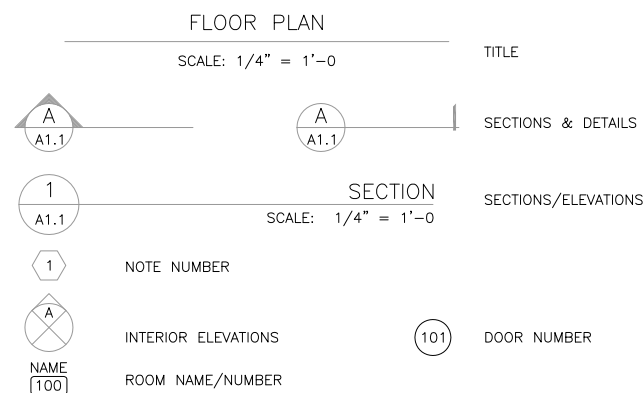 FLOOR PLAN
SCALE: 1/4" = 1'-0
TITLE
A
A1.1
A
A1.1
SECTIONS & DETAILS
1
A1.1
SECTION
SCALE: 1/4" = 1'-0
SECTIONS/ELEVATIONS
1
NOTE NUMBER
A
INTERIOR ELEVATIONS
101
DOOR NUMBER
NAME
100
ROOM NAME/NUMBER